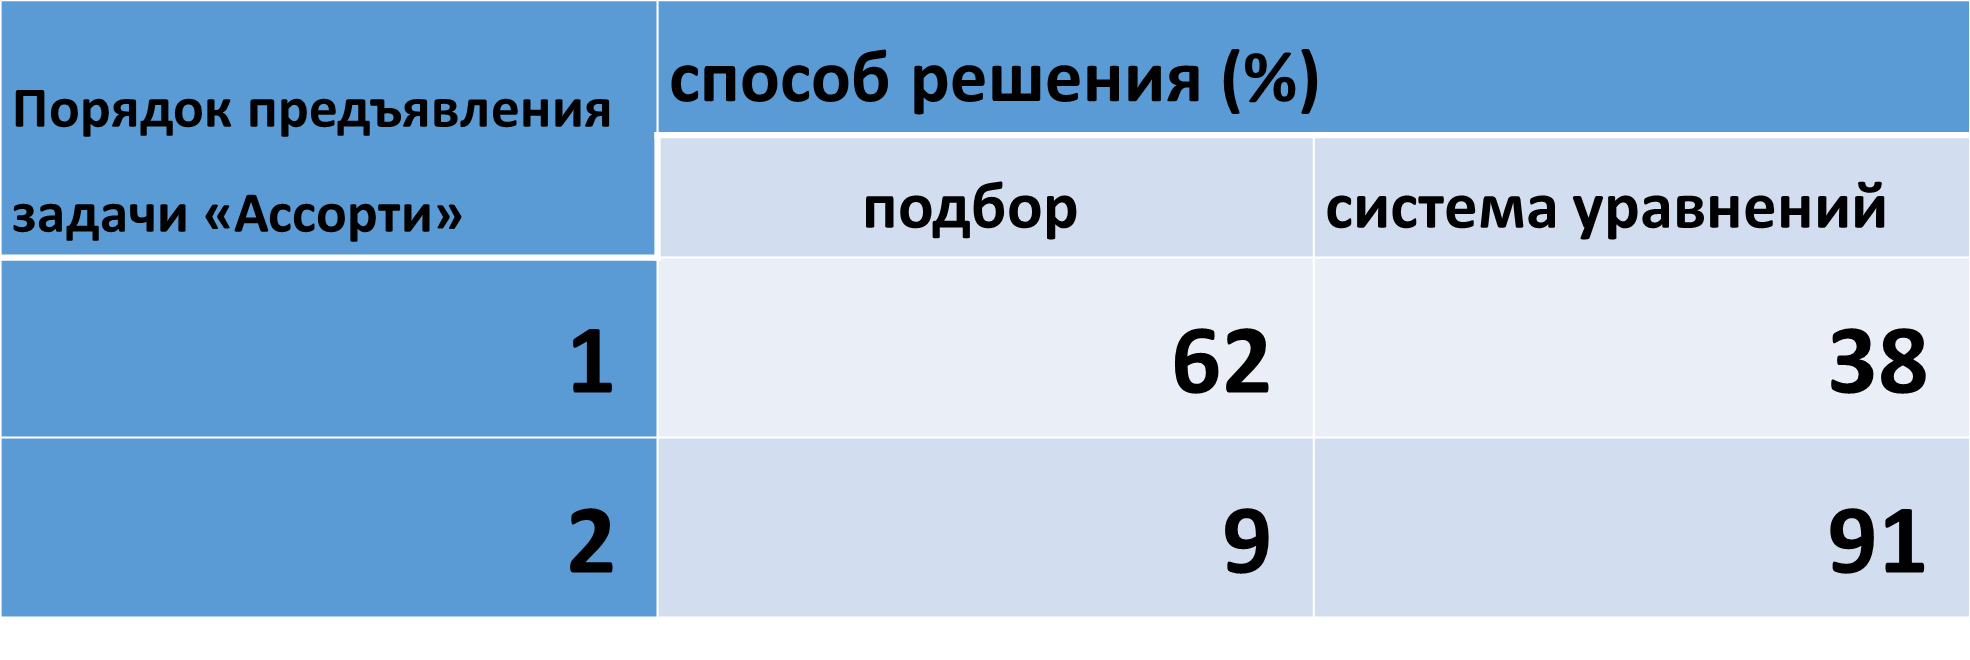 Порядок предъявления
задачи «Ассорти»
способ решения (%)
подбор
система уравнений
1
62
38
2
9
91